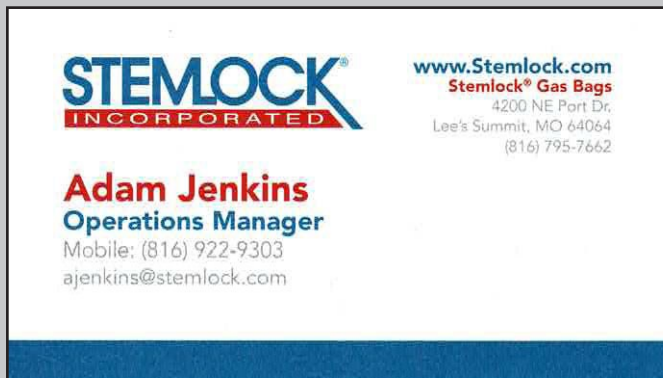 STEMLOCK®
INCORPORATED
www.Stemlock.com
Stemlock® Gas Bags
4200 NE Port Dr.
Lee's Summit, MO 64064
(816) 795-7662
Adam Jenkins
Operations Manager
Mobile: (816) 922-9303
ajenkins@stemlock.com